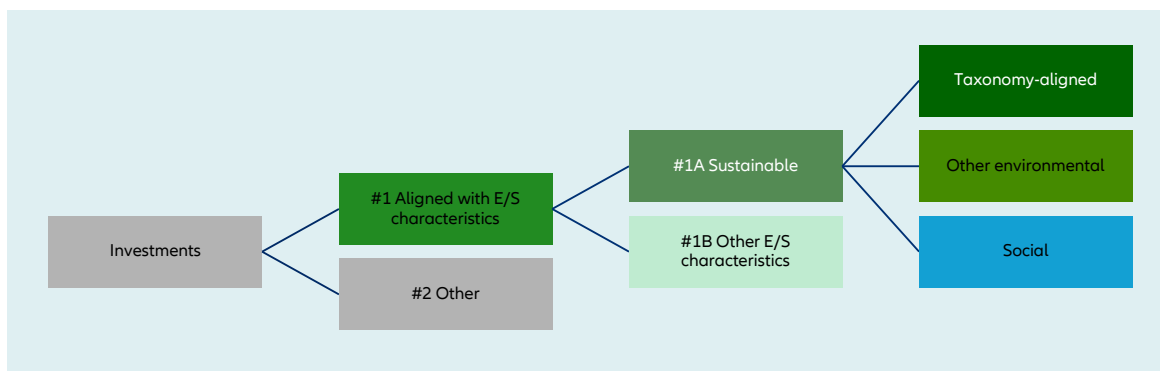 Investments
#1 Aligned with E/S
characteristics
#2 Other
#1A Sustainable
#1B Other E/S
characteristics
Taxonomy-aligned
Other environmental
Social